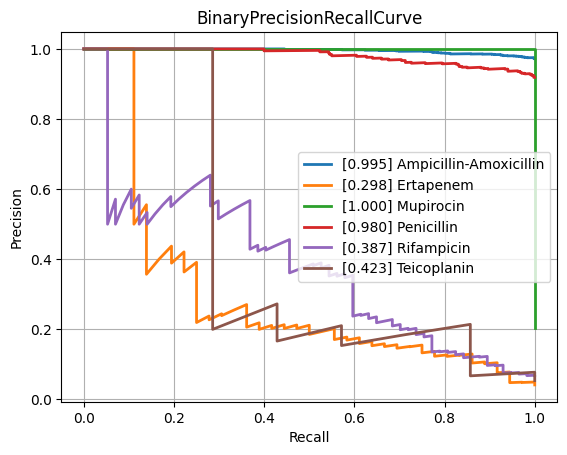 BinaryPrecisionRecallCurve
Precision
1.0
0.8
0.6
0.4
0.2
0.0
[0.995] Ampicillin-Amoxicillin
[0.298] Ertapenem
[1.000] Mupirocin
[0.980] Penicillin
[0.387] Rifampicin
[0.423] Teicoplanin
0.0 0.2 0.4 0.6 0.8 1.0
Recall